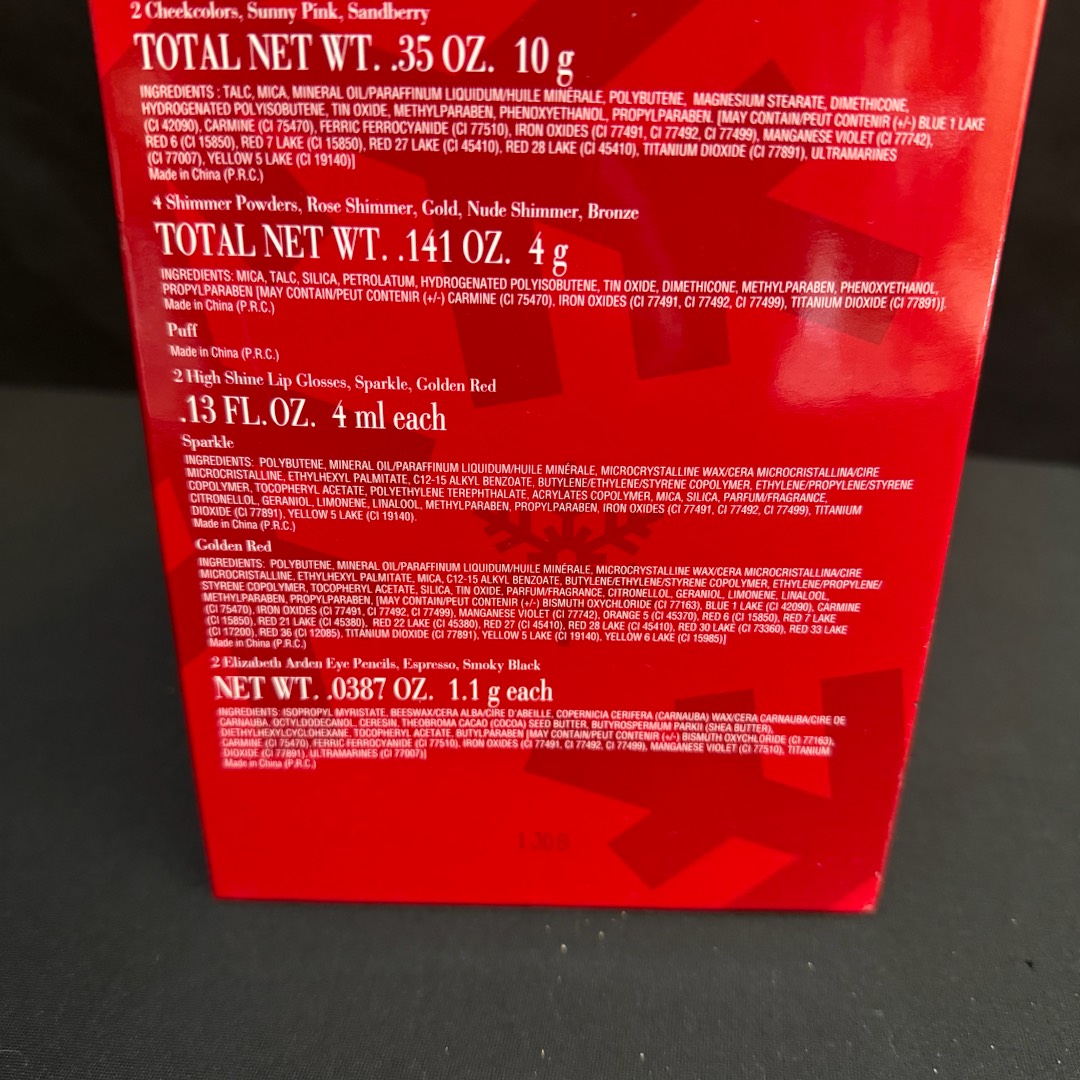 2 Cheekcolors, Sunny Pink, Sandberry
TOTAL NET WT. .35 OZ. 10 g
INGREDIENTS : TALC, MICA, MINERAL OIL/PARAFFIN LIQUIDUM/HUILE MINÉRALE, POLYBUTENE, MAGNESIUM STEARATE, DIMETHICONE,
HYDROGENATED POLYISOBUTENE, TIN OXIDE, METHYLPARABEN, PHENOXYETHANOL, PROPYLPARABEN. [MAY CONTAIN/PEUT CONTENIR (+/-) BLUE 1 LAKE
(CI 42090), CARMINE (CI 75470), FERRIC FERROCYANIDE (CI 77510), IRON OXIDES (CI 77491, CI 77492, CI 77499), MANGANESE VIOLET (CI 77742),
RED 6 (CI 15850), RED 7 LAKE (CI 15850), RED 27 LAKE (CI 45410), RED 28 LAKE (CI 45410), TITANIUM DIOXIDE (CI 77891), ULTRAMARINES
(CI 77007), YELLOW 5 LAKE (CI 19140)]
Made in China (P.R.C.)
4 Shimmer Powders, Rose Shimmer, Gold, Nude Shimmer, Bronze
TOTAL NET WT. .141 OZ. 4 g
INGREDIENTS: MICA, TALC, SILICA, PETROLATUM, HYDROGENATED POLYISOBUTENE, TIN OXIDE, DIMETHICONE, METHYLPARABEN, PHENOXYETHANOL,
PROPYLPARABEN [MAY CONTAIN/PEUT CONTENIR (+/-) CARMINE (CI 75470), IRON OXIDES (CI 77491, CI 77492, CI 77499), TITANIUM DIOXIDE (CI 77891)].
Made in China (P.R.C.)
Puff
Made in China (P.R.C.)
2 High Shine Lip Glosses, Sparkle, Golden Red
.13 FL.OZ. 4 ml each
Sparkle
INGREDIENTS: POLYBUTENE, MINERAL OIL/PARAFFINUM LIQUIDUM/HUILE MINÉRALE, MICROCRYSTALLINE WAX/CERA MICROCRISTALLINA/CIRE
MICROCRISTALLINE, ETHYLHEXYL PALMITATE, C12-15 ALKYL BENZOATE, BUTYLENE/ETHYLENE/STYRENE COPOLYMER, ETHYLENE/PROPYLENE/STYRENE
COPOLYMER, TOCOPHERYL ACETATE, POLYETHYLENE TEREPHTHALATE, ACRYLATES COPOLYMER, MICA, SILICA, PARFUM/FRAGRANCE,
CITRONELLOL, GERANIOL, LIMONENE, LINALOOL, METHYLPARABEN, PROPYLPARABEN, IRON OXIDES (CI 77491, CI 77492, CI 77499), TITANIUM
DIOXIDE (CI 77891), YELLOW 5 LAKE (CI 19140).
Made in China (P.R.C.)
Golden Red
INGREDIENTS: POLYBUTENE, MINERAL OIL/PARAFFINUM LIQUIDUM/HUILE MINÉRALE, MICROCRYSTALLINE WAX/CERA MICROCRISTALLINA/CIRE
MICROCRISTALLINE, ETHYLHEXYL PALMITATE, MICA, C12-15 ALKYL BENZOATE, BUTYLENE/ETHYLENE/STYRENE COPOLYMER, ETHYLENE/PROPYLENE/
STYRENE COPOLYMER, TOCOPHERYL ACETATE, SILICA, TIN OXIDE, PARFUM/FRAGRANCE, CITRONELLOL, GERANIOL, LIMONENE, LINALOOL,
METHYLPARABEN, PROPYLPARABEN, [MAY CONTAIN/PEUT CONTENIR (+/-) BISMUTH OXYCHLORIDE (CI 77163), BLUE 1 LAKE (CI 42090), CARMINE
(CI 75470), IRON OXIDES (CI 77491, CI 77492, CI 77499), MANGANESE VIOLET (CI 77742), ORANGE 5 (CI 45370), RED 6 (CI 15850), RED 7 LAKE
(CI 15850), RED 21 LAKE (CI 45380), RED 22 LAKE (CI 45380), RED 27 (CI 45410), RED 28 LAKE (CI 45410), RED 30 LAKE (CI 73360), RED 33 LAKE
(CI 17200), RED 36 (CI 12085), TITANIUM DIOXIDE (CI 77891), YELLOW 5 LAKE (CI 19140), YELLOW 6 LAKE (CI 15985)]
Made in China (P.R.C.)
2 Elizabeth Arden Eye Pencils, Espresso, Smoky Black
NET WT. .0387 OZ. 1.1 g each
INGREDIENTS: ISOPROPYL MYRISTATE, BEESWAX/CERA ALBA/CIRE D'ABEILLE, COPERNICIA CERIFERA (CARNAUBA) WAX/CERA CARNAUBA/CIRE DE
CARNAUBA, OCTYLDODECANOL, CERESIN, THEOBROMA CACAO (COCOA) SEED BUTTER, BUTYROSPERMUM PARKII (SHEA BUTTER),
DIETHYLHEXYLCYCLOHEXANE, TOCOPHERYL ACETATE, BUTYLPARABEN [MAY CONTAIN/PEUT CONTENIR (+/-) BISMUTH OXYCHLORIDE (CI 77163),
CARMINE (CI 75470), FERRIC FERROCYANIDE (CI 77510), IRON OXIDES (CI 77491, CI 77492, CI 77499), MANGANESE VIOLET (CI 77510), TITANIUM
DIOXIDE (CI 77891), ULTRAMARINES (CI 77007)]
Made in China (P.R.C.)